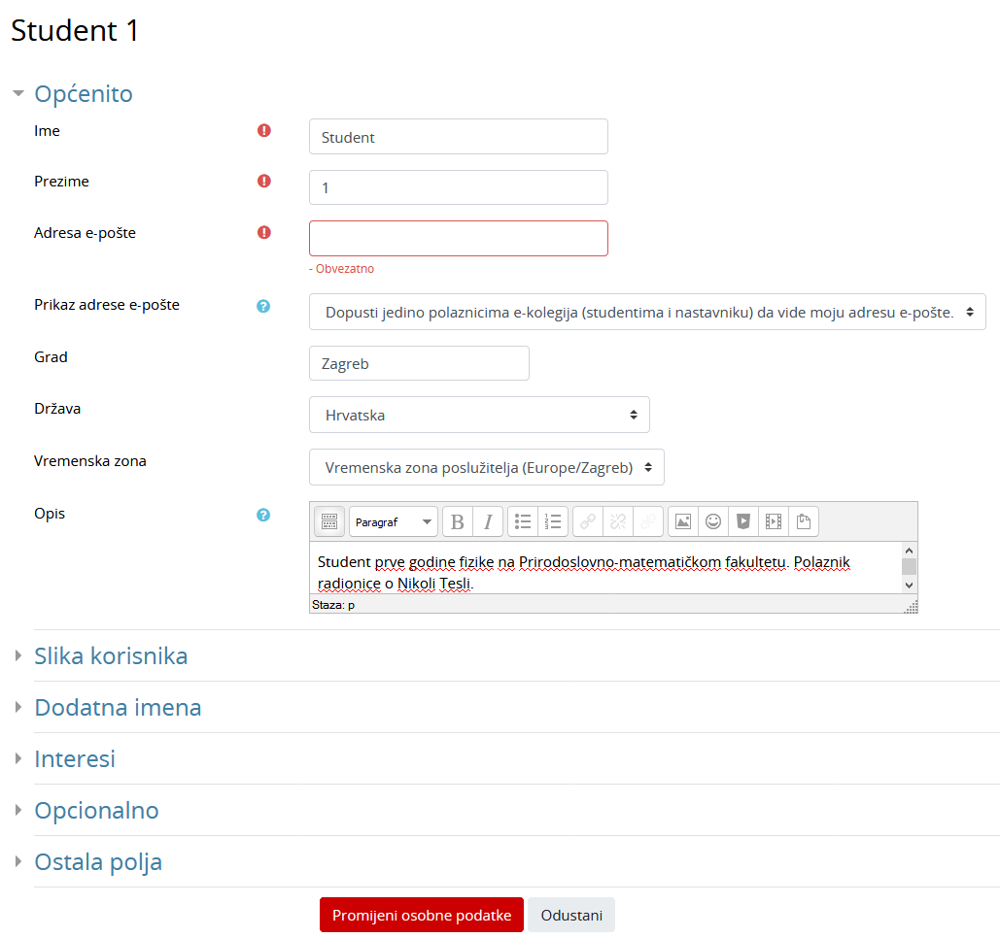 Student 1
Općenito
Ime
Student
Prezime
1
Adresa e-pošte
- Obvezatno
Prikaz adrese e-pošte
Dopusti jedino polaznicima e-kolegija (studentima i nastavniku) da vide moju adresu e-pošte.
Grad
Zagreb
Država
Hrvatska
Vremenska zona
Vremenska zona poslužitelja (Europe/Zagreb)
Opis
Paragraf B I
Student prve godine fizike na Prirodoslovno-matematičkom fakultetu. Polaznik
radionice o Nikoli Tesli.
Staza: p
Slika korisnika
Dodatna imena
Interesi
Opcionalno
Ostala polja
Promijeni osobne podatke Odustani